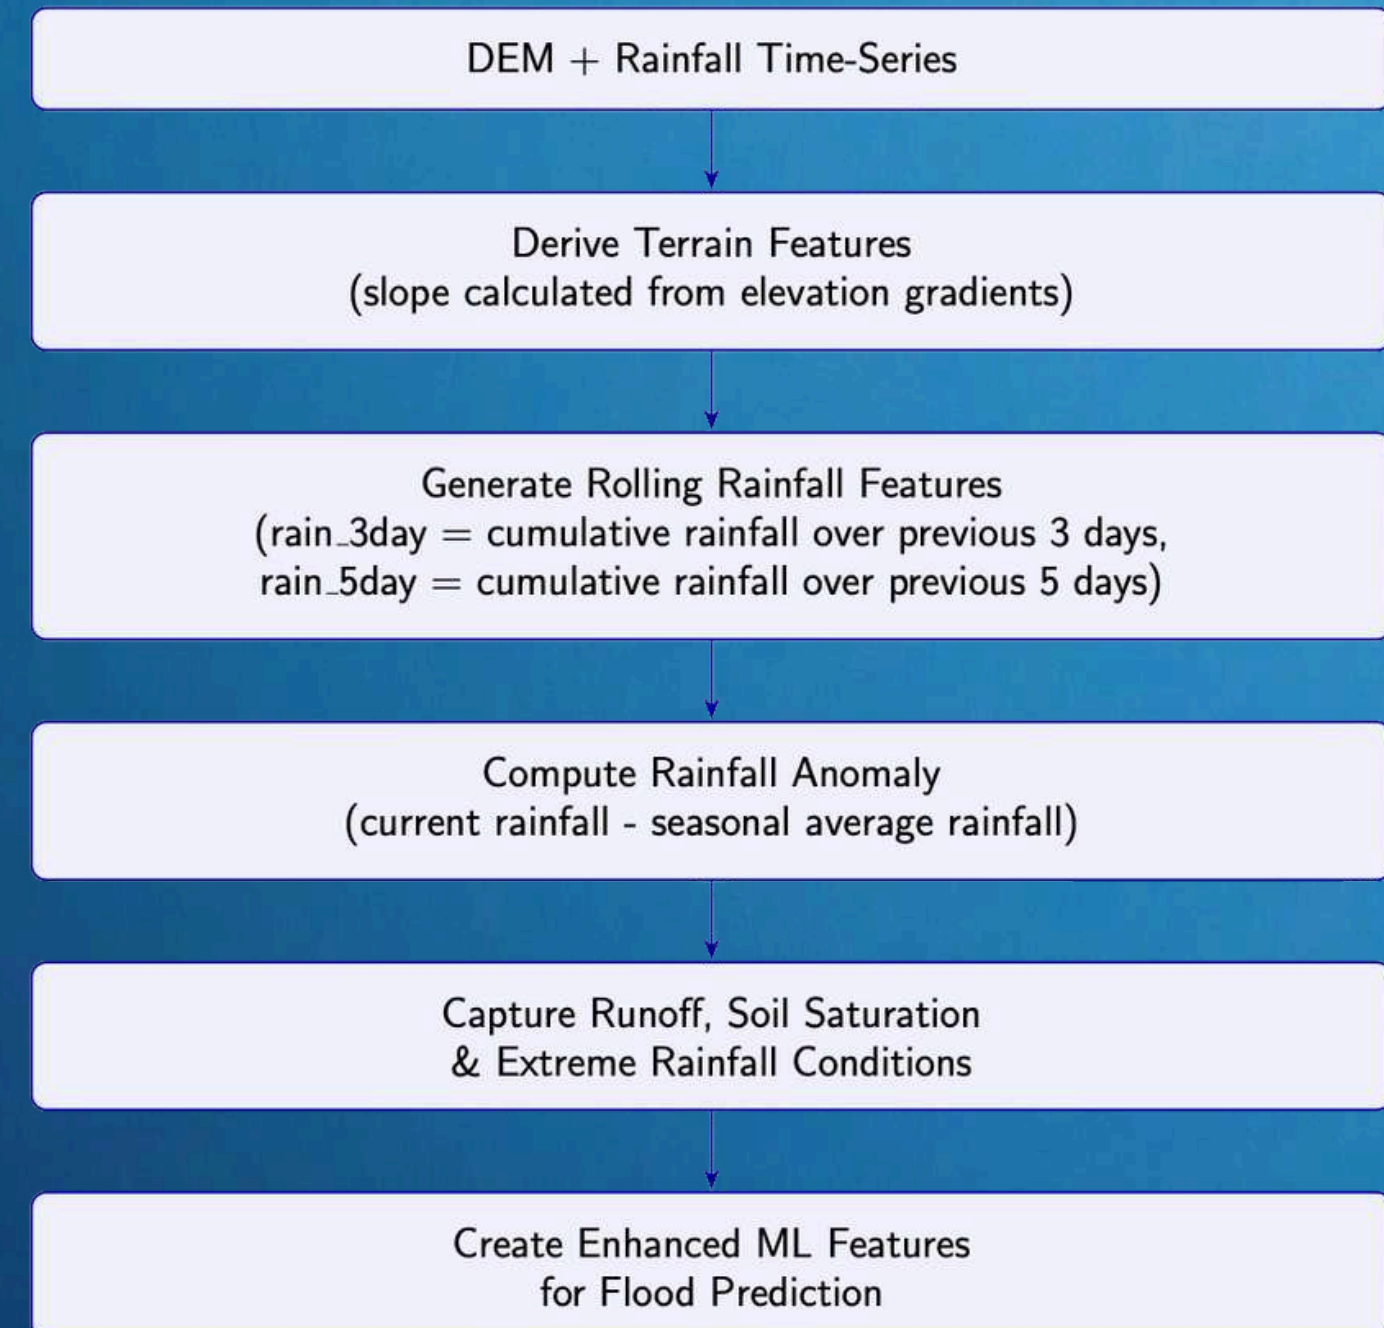 DEM + Rainfall Time-Series
Derive Terrain Features
(slope calculated from elevation gradients)
Generate Rolling Rainfall Features
(rain_3day = cumulative rainfall over previous 3 days,
rain_5day = cumulative rainfall over previous 5 days)
Compute Rainfall Anomaly
(current rainfall - seasonal average rainfall)
Capture Runoff, Soil Saturation
& Extreme Rainfall Conditions
Create Enhanced ML Features
for Flood Prediction